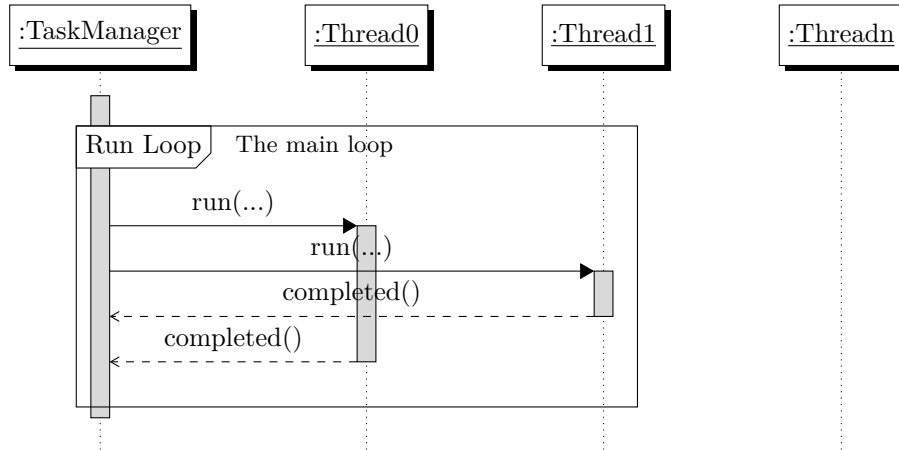 :TaskManager
:Thread0
:Thread1
:Threadn
Run Loop
The main loop
run(...)
run(...)
completed()
completed()